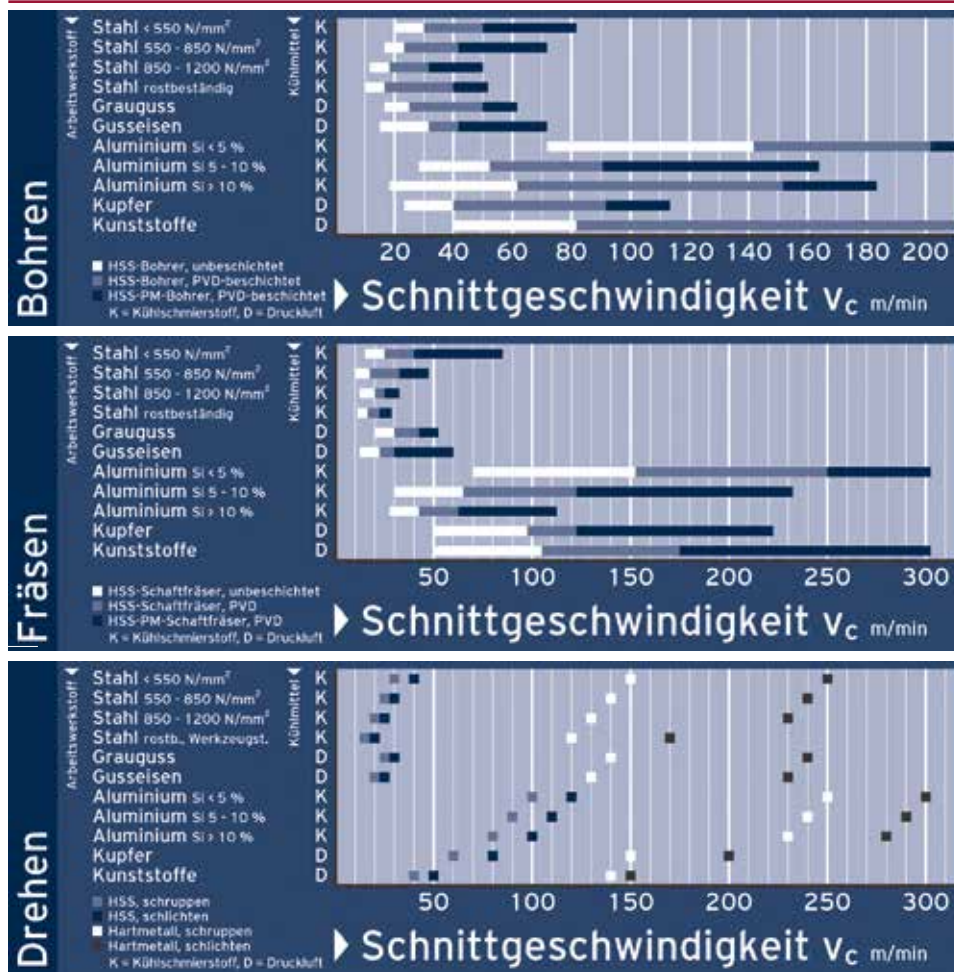 Bohren
Arbeitswerkstoff
Kühlmittel
Stahl < 550 N/mm² K
Stahl 550 - 850 N/mm² K
Stahl 850 - 1200 N/mm² K
Stahl rostbeständig K
Grauguss D
Gusseisen D
Aluminium Si < 5 % K
Aluminium Si 5 - 10 % K
Aluminium Si > 10 % K
Kupfer D
Kunststoffe D
20 40 60 80 100 120 140 160 180 200 210
HSS-Bohrer, unbeschichtet
HSS-Bohrer, PVD-beschichtet
HSS-PM-Bohrer, PVD-beschichtet
K = Kühlschmierstoff, D = Druckluft
Schnittgeschwindigkeit vc m/min
Fräsen
Arbeitswerkstoff
Kühlmittel
Stahl < 550 N/mm² K
Stahl 550 - 850 N/mm² K
Stahl 850 - 1200 N/mm² K
Stahl rostbeständig K
Grauguss D
Gusseisen D
Aluminium Si < 5 % K
Aluminium Si 5 - 10 % K
Aluminium Si > 10 % K
Kupfer D
Kunststoffe D
50 100 150 200 250 300
HSS-Schaftfräser, unbeschichtet
HSS-Schaftfräser, PVD
HSS-PM-Schaftfräser, PVD
K = Kühlschmierstoff, D = Druckluft
Schnittgeschwindigkeit vc m/min
Drehen
Arbeitswerkstoff
Kühlmittel
Stahl < 550 N/mm² K
Stahl 550 - 850 N/mm² K
Stahl 850 - 1200 N/mm² K
Stahl rostb., Werkzeugst. K
Grauguss D
Gusseisen D
Aluminium Si < 5 % K
Aluminium Si 5 - 10 % K
Aluminium Si > 10 % K
Kupfer D
Kunststoffe D
50 100 150 200 250 300
HSS, schruppen
HSS, schlichten
Hartmetall, schruppen
Hartmetall, schlichten
K = Kühlschmierstoff, D = Druckluft
Schnittgeschwindigkeit vc m/min